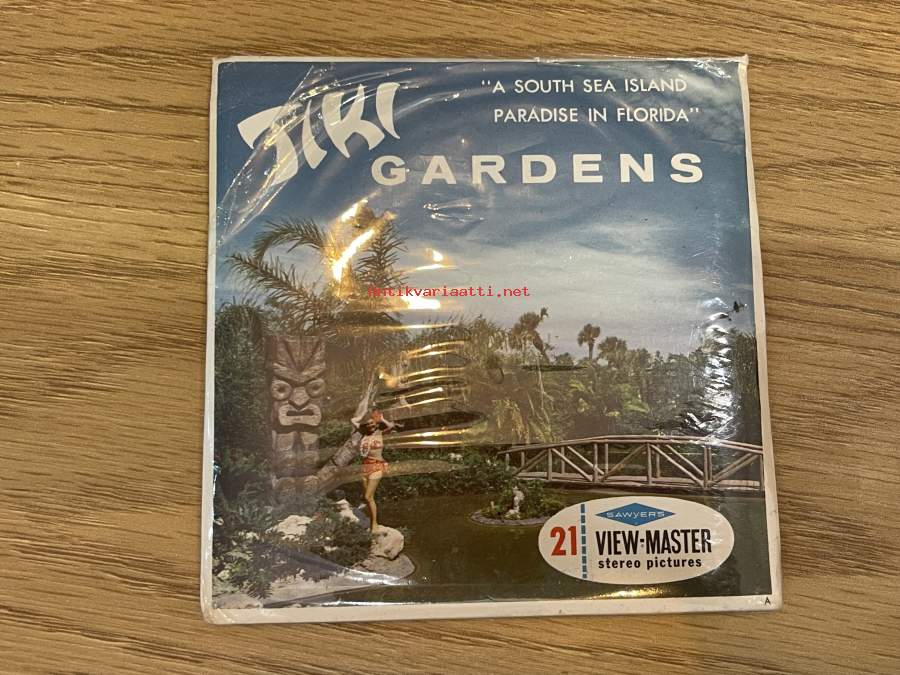 TIKI
"A SOUTH SEA ISLAND
PARADISE IN FLORIDA"
GARDENS
antikvariaatti.net
21
SAWYER'S
VIEW-MASTER
stereo pictures
A